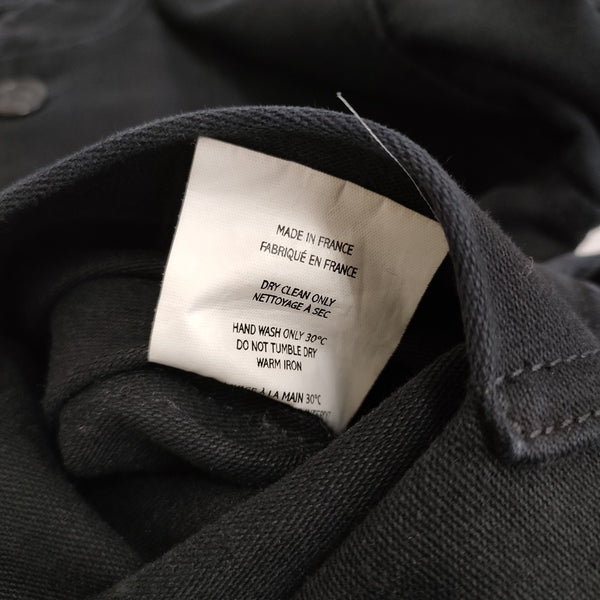 MADE IN FRANCE
FABRIQUÉ EN FRANCE
DRY CLEAN ONLY
NETTOYAGE À SEC
HAND WASH ONLY 30°C
DO NOT TUMBLE DRY
WARM IRON
À LA MAIN 30°C